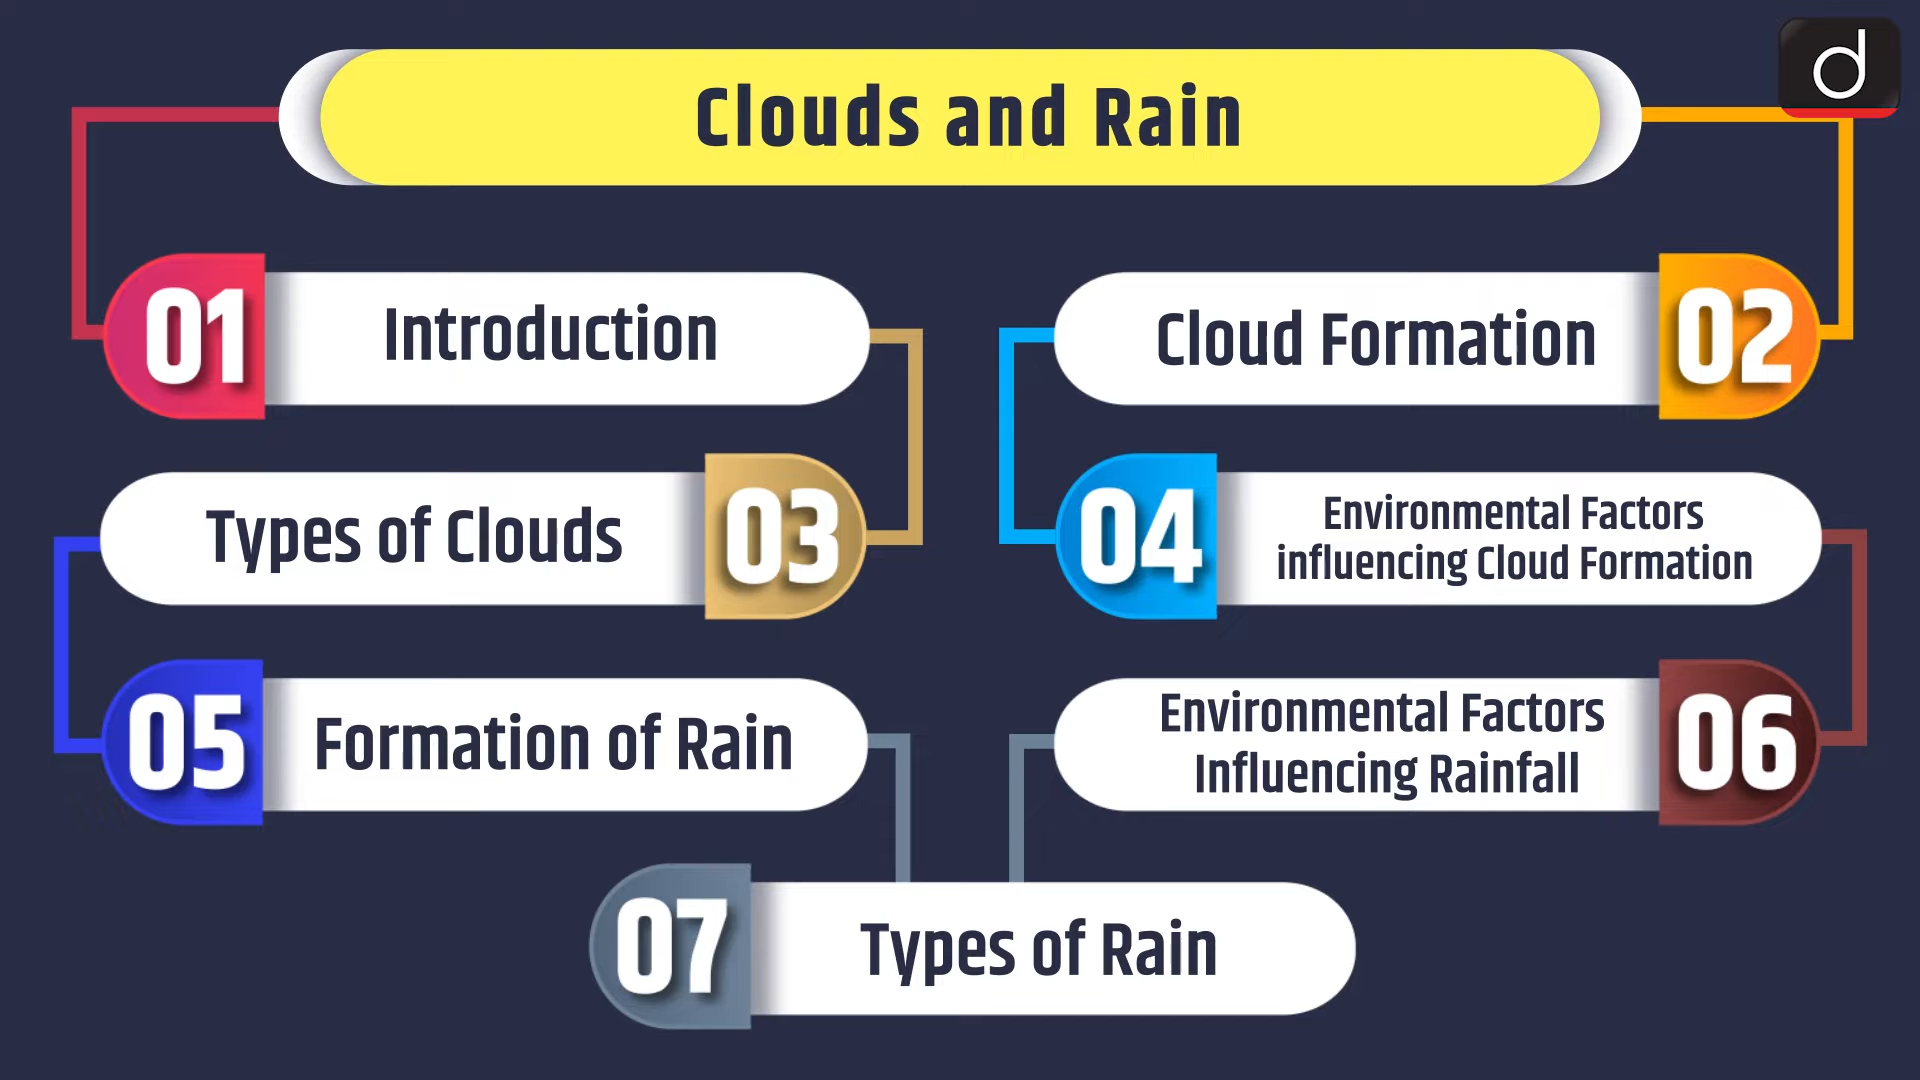 Clouds and Rain
d
01
Introduction
Cloud Formation
02
Types of Clouds
03
04
Environmental Factors
influencing Cloud Formation
05
Formation of Rain
Environmental Factors
Influencing Rainfall
06
07
Types of Rain